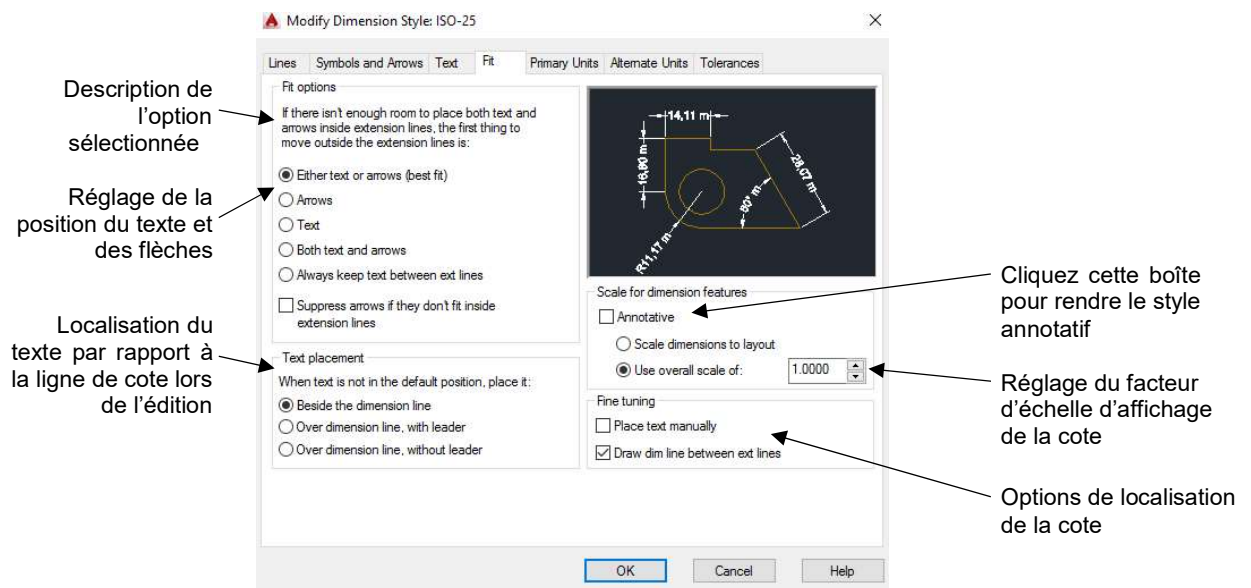 Modify Dimension Style: ISO-25
Lines Symbols and Arrows Text Fit Primary Units Alternate Units Tolerances
Description de
l’option
sélectionnée
Réglage de la
position du texte et
des flèches
Localisation du
texte par rapport à
la ligne de cote lors
de l’édition
Fit options
If there isn't enough room to place both text and
arrows inside extension lines, the first thing to
move outside the extension lines is:
Either text or arrows (best fit)
Arrows
Text
Both text and arrows
Always keep text between ext lines
Suppress arrows if they don't fit inside
extension lines
Text placement
When text is not in the default position, place it:
Beside the dimension line
Over dimension line, with leader
Over dimension line, without leader
14,11 m
16,60 m
28,07 m
60° m
R11,17 m
Scale for dimension features
Annotative
Scale dimensions to layout
Use overall scale of: 1.0000
Fine tuning
Place text manually
Draw dim line between ext lines
Cliquez cette boîte
pour rendre le style
annotatif
Réglage du facteur
d’échelle d’affichage
de la cote
Options de localisation
de la cote
OK Cancel Help